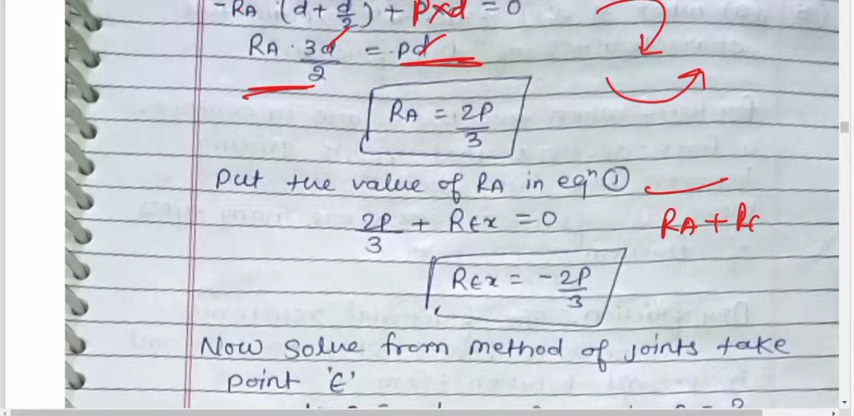 -RA (d + d/2) + P×d = 0
RA · 3d/2 = Pd
RA = 2P/3
Put the value of RA in eqⁿ ①
2P/3 + REx = 0
RA + RE
REx = -2P/3
Now Solve from method of joints take
point 'E'